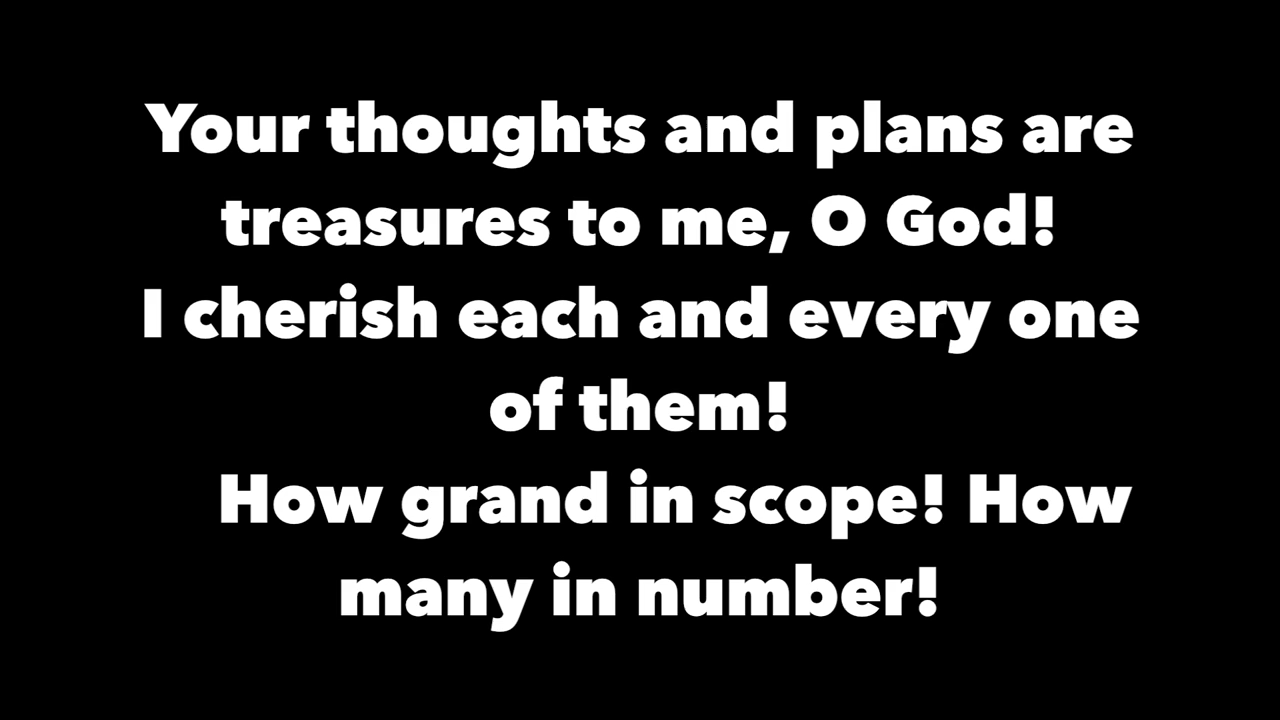 Your thoughts and plans are
treasures to me, O God!
I cherish each and every one
of them!
How grand in scope! How
many in number!